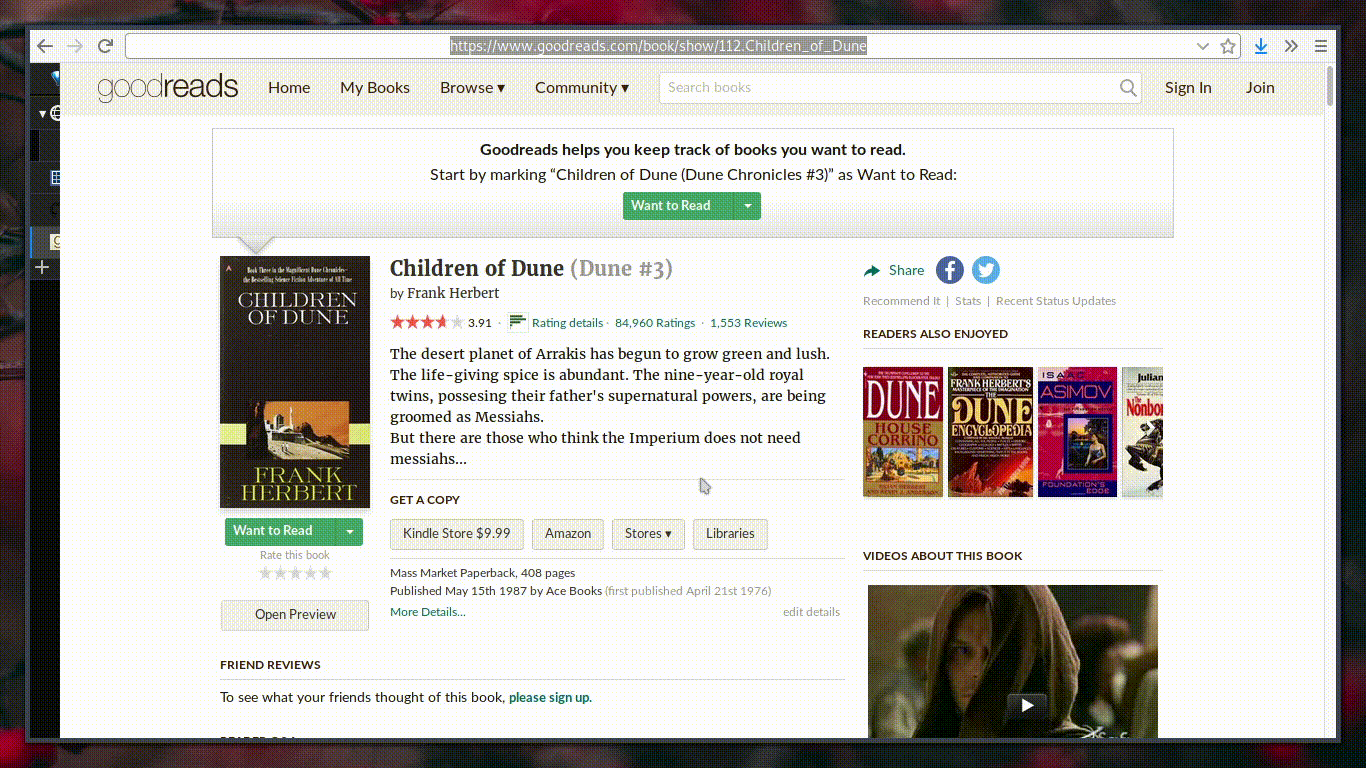 https://www.goodreads.com/book/show/112.Children_of_Dune
goodreads Home My Books Browse ▾ Community ▾ Search books Sign In Join
Goodreads helps you keep track of books you want to read.
Start by marking “Children of Dune (Dune Chronicles #3)” as Want to Read:
Want to Read
Book Three in the Magnificent Dune Chronicles–
the Bestselling Science Fiction Adventure of All Time
CHILDREN
OF DUNE
FRANK
HERBERT
Want to Read
Rate this book
Open Preview
Children of Dune (Dune #3)
by Frank Herbert
3.91 · Rating details · 84,960 Ratings · 1,553 Reviews
The desert planet of Arrakis has begun to grow green and lush.
The life-giving spice is abundant. The nine-year-old royal
twins, possesing their father's supernatural powers, are being
groomed as Messiahs.
But there are those who think the Imperium does not need
messiahs...
GET A COPY
Kindle Store $9.99 Amazon Stores ▾ Libraries
Mass Market Paperback, 408 pages
Published May 15th 1987 by Ace Books (first published April 21st 1976)
More Details... edit details
FRIEND REVIEWS
To see what your friends thought of this book, please sign up.
Share
Recommend It | Stats | Recent Status Updates
READERS ALSO ENJOYED
DUNE
HOUSE
CORRINO
FRANK HERBERT'S
THE
DUNE
ENCYCLOPEDIA
ISAAC
ASIMOV
FOUNDATION'S
EDGE
Julian
The
Nonbor
VIDEOS ABOUT THIS BOOK